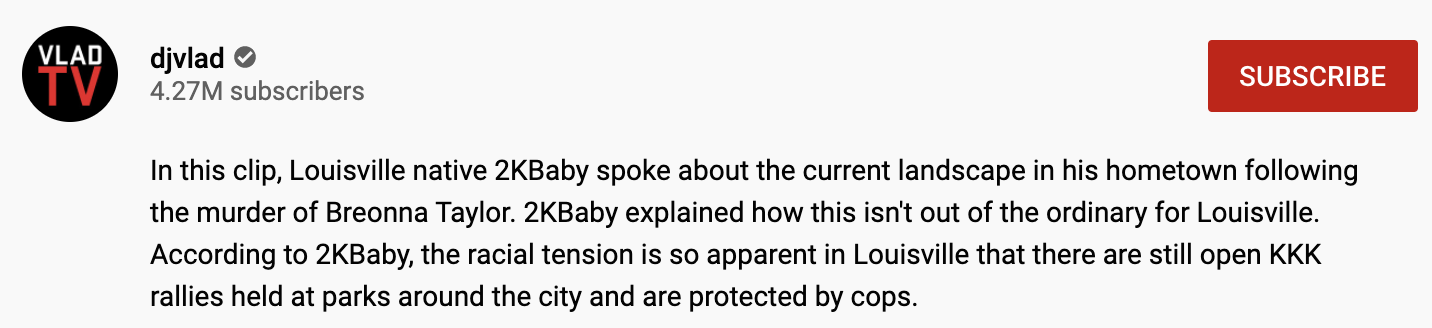 VLAD
TV
djvlad
4.27M subscribers
SUBSCRIBE
In this clip, Louisville native 2KBaby spoke about the current landscape in his hometown following
the murder of Breonna Taylor. 2KBaby explained how this isn't out of the ordinary for Louisville.
According to 2KBaby, the racial tension is so apparent in Louisville that there are still open KKK
rallies held at parks around the city and are protected by cops.